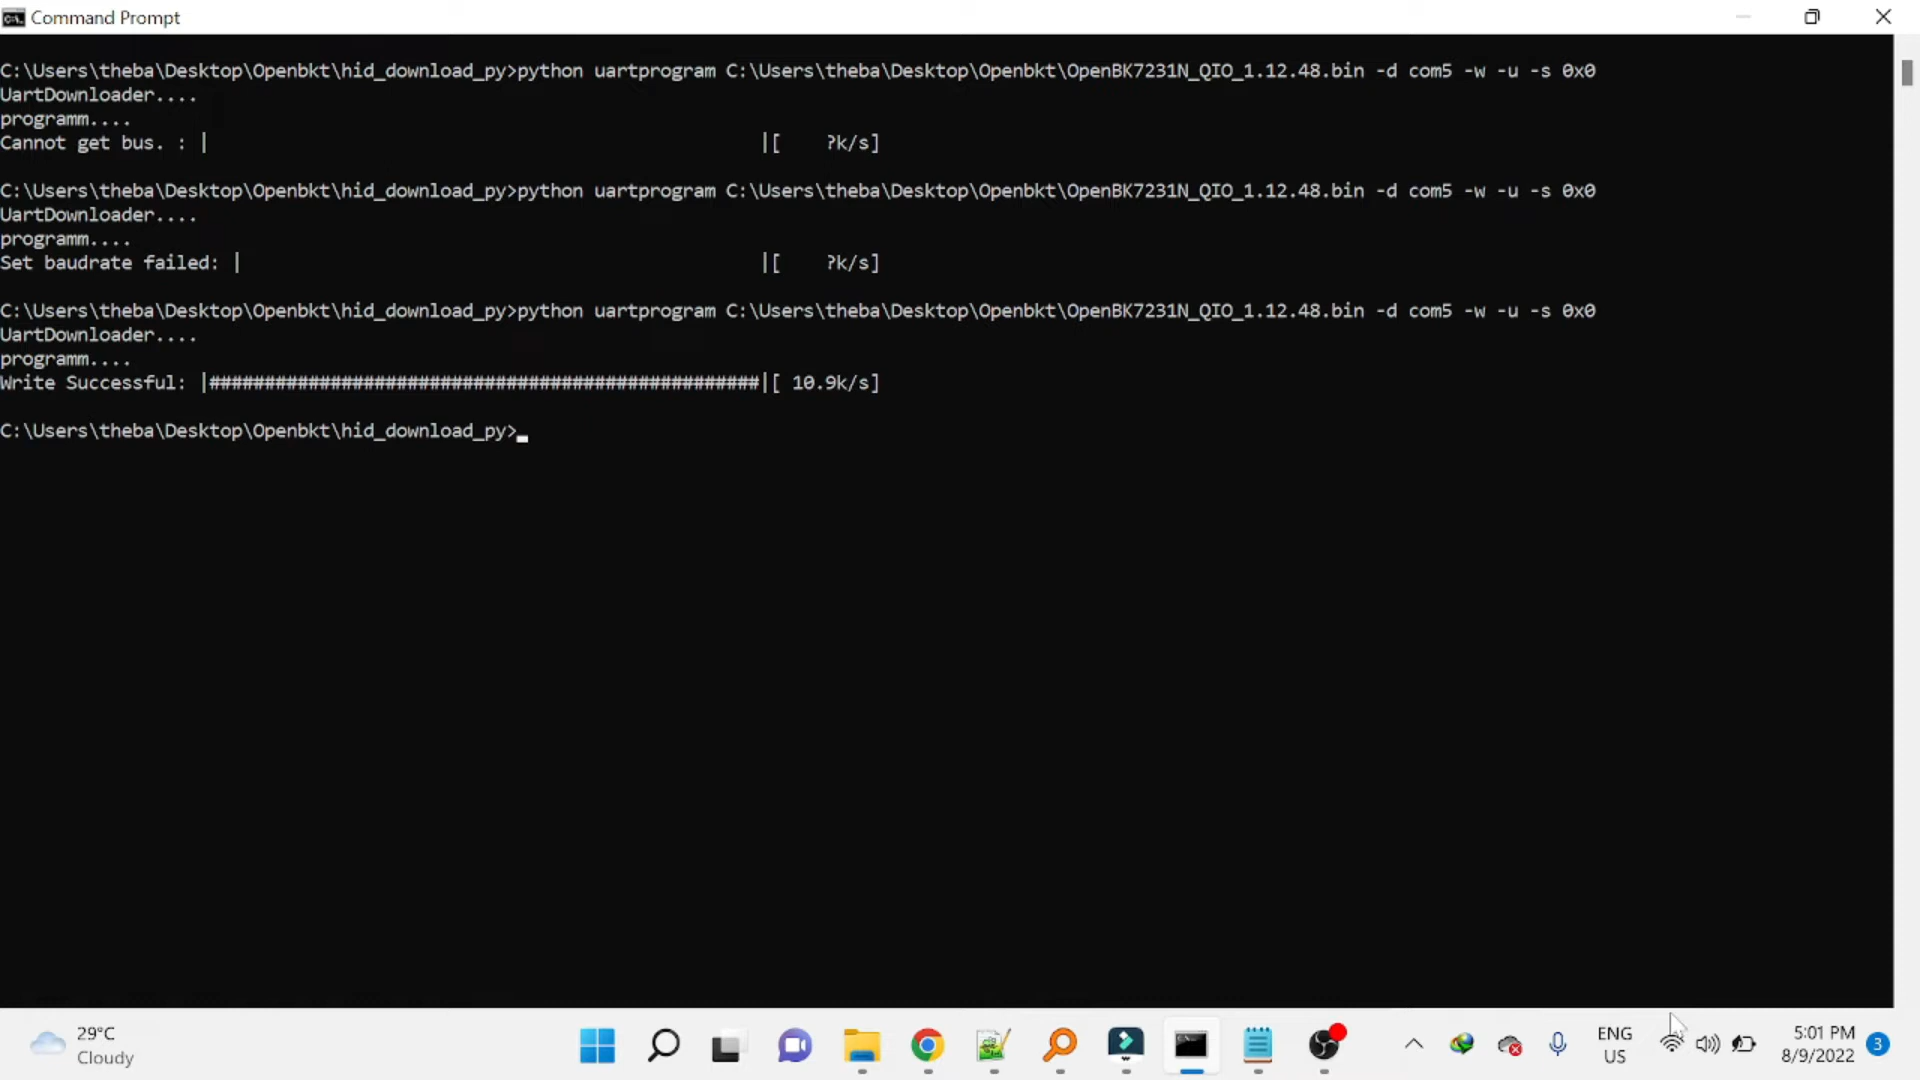 Command Prompt
C:\Users\theba\Desktop\Openbkt\hid_download_py>python uartprogram C:\Users\theba\Desktop\Openbkt\OpenBK7231N_QIO_1.12.48.bin -d com5 -w -u -s 0x0
UartDownloader....
programm....
Cannot get bus. : |                                                  |[    ?k/s]
C:\Users\theba\Desktop\Openbkt\hid_download_py>python uartprogram C:\Users\theba\Desktop\Openbkt\OpenBK7231N_QIO_1.12.48.bin -d com5 -w -u -s 0x0
UartDownloader....
programm....
Set baudrate failed: |                                               |[    ?k/s]
C:\Users\theba\Desktop\Openbkt\hid_download_py>python uartprogram C:\Users\theba\Desktop\Openbkt\OpenBK7231N_QIO_1.12.48.bin -d com5 -w -u -s 0x0
UartDownloader....
programm....
Write Successful: |##################################################|[ 10.9k/s]
C:\Users\theba\Desktop\Openbkt\hid_download_py>
29°C
Cloudy
ENG
US
5:01 PM
8/9/2022
3